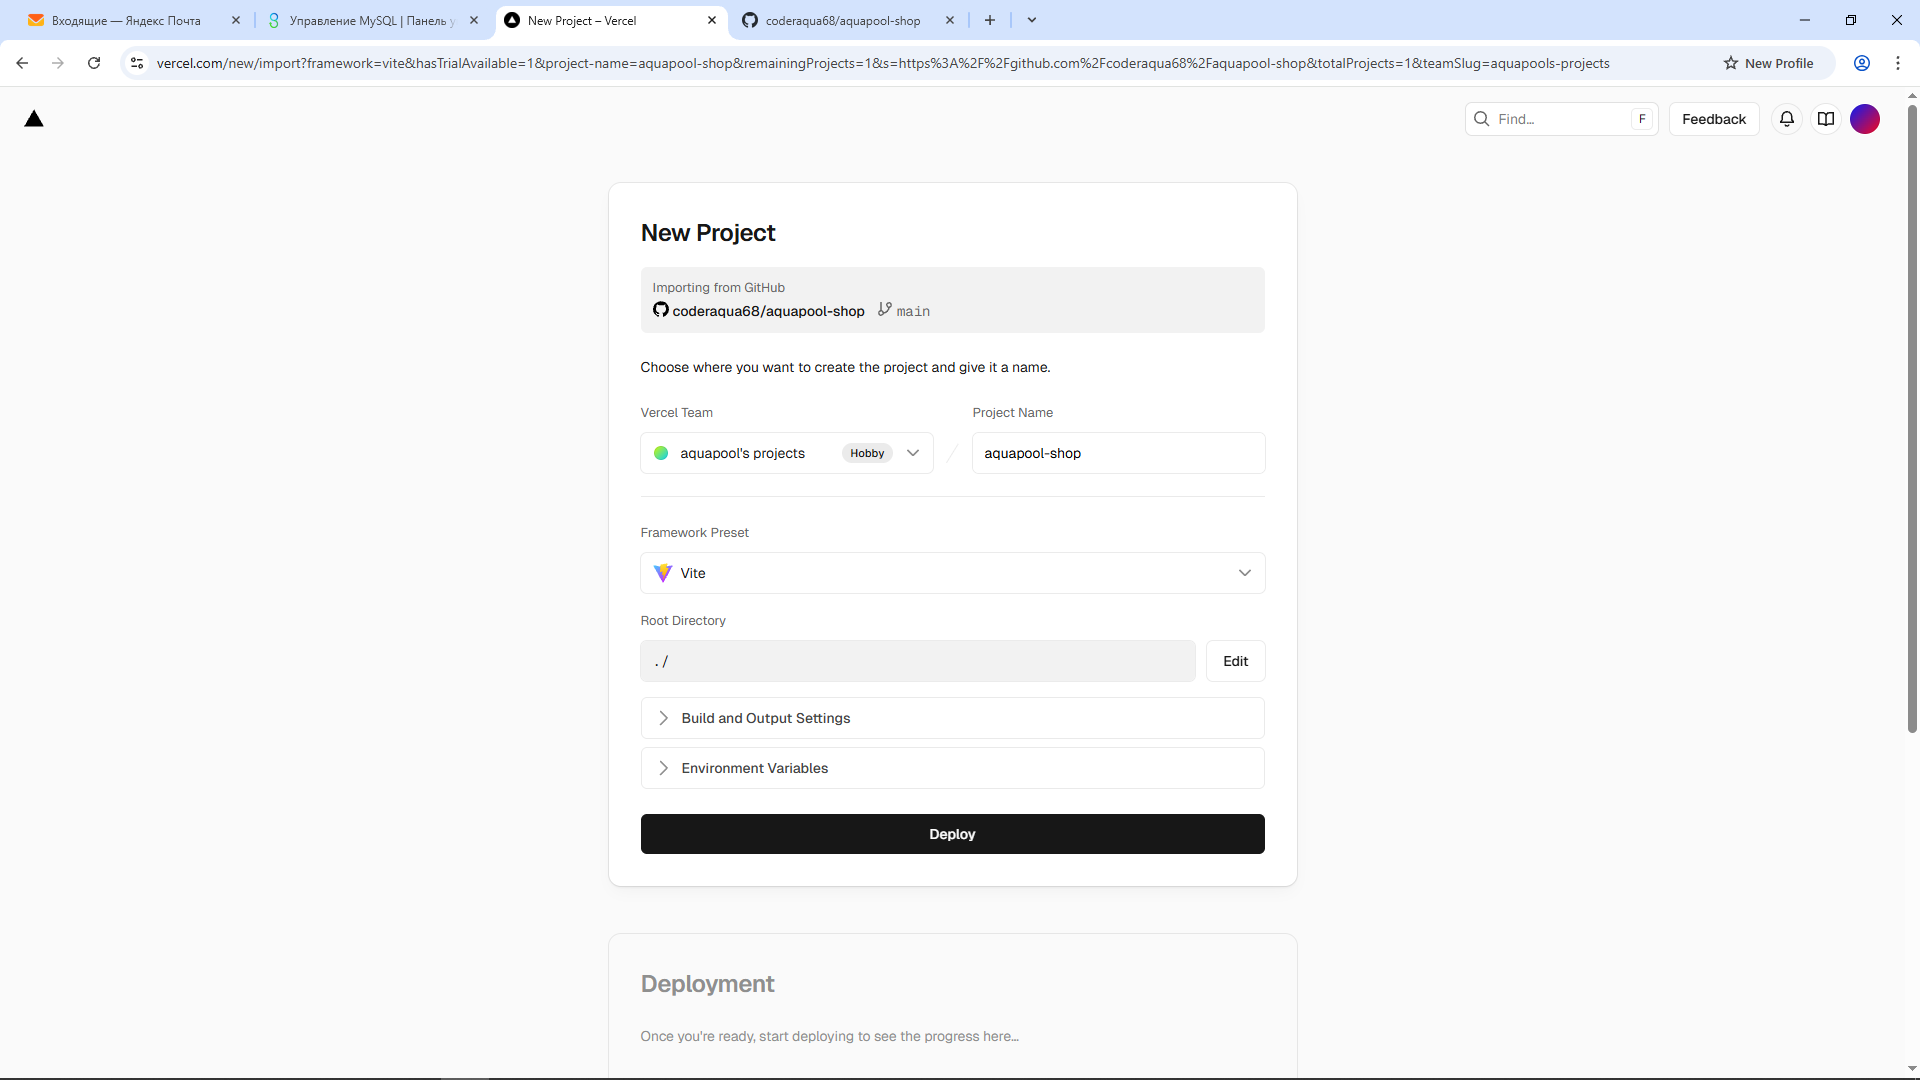 Входящие — Яндекс Почта
Управление MySQL | Панель у
New Project – Vercel
coderaqua68/aquapool-shop
vercel.com/new/import?framework=vite&hasTrialAvailable=1&project-name=aquapool-shop&remainingProjects=1&s=https%3A%2F%2Fgithub.com%2Fcoderaqua68%2Faquapool-shop&totalProjects=1&teamSlug=aquapools-projects
New Profile
Find...
F
Feedback
New Project
Importing from GitHub
coderaqua68/aquapool-shop main
Choose where you want to create the project and give it a name.
Vercel Team
Project Name
aquapool's projects
Hobby
aquapool-shop
Framework Preset
Vite
Root Directory
./
Edit
Build and Output Settings
Environment Variables
Deploy
Deployment
Once you're ready, start deploying to see the progress here...